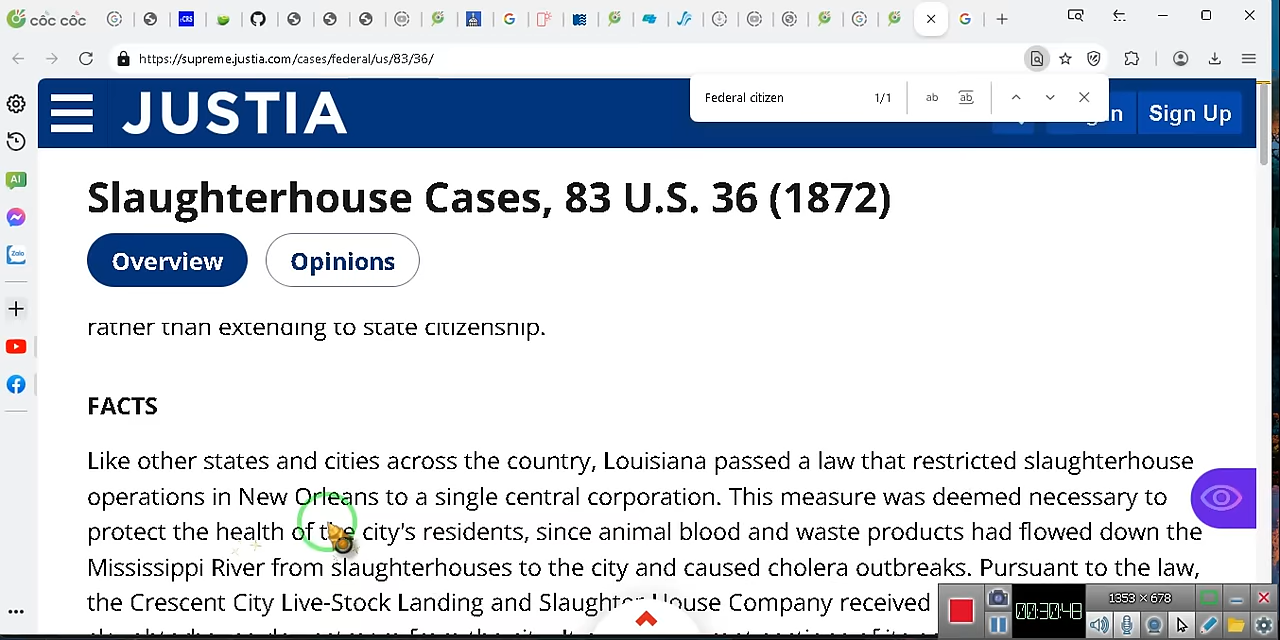 cốc cốc
https://supreme.justia.com/cases/federal/us/83/36/
Federal citizen
1/1
JUSTIA
Sign Up
Slaughterhouse Cases, 83 U.S. 36 (1872)
Overview
Opinions
rather than extending to state citizenship.
FACTS
Like other states and cities across the country, Louisiana passed a law that restricted slaughterhouse
operations in New Orleans to a single central corporation. This measure was deemed necessary to
protect the health of the city's residents, since animal blood and waste products had flowed down the
Mississippi River from slaughterhouses to the city and caused cholera outbreaks. Pursuant to the law,
the Crescent City Live-Stock Landing and Slaughter House Company received
1353 × 678
00:30:48
AI
Zalo